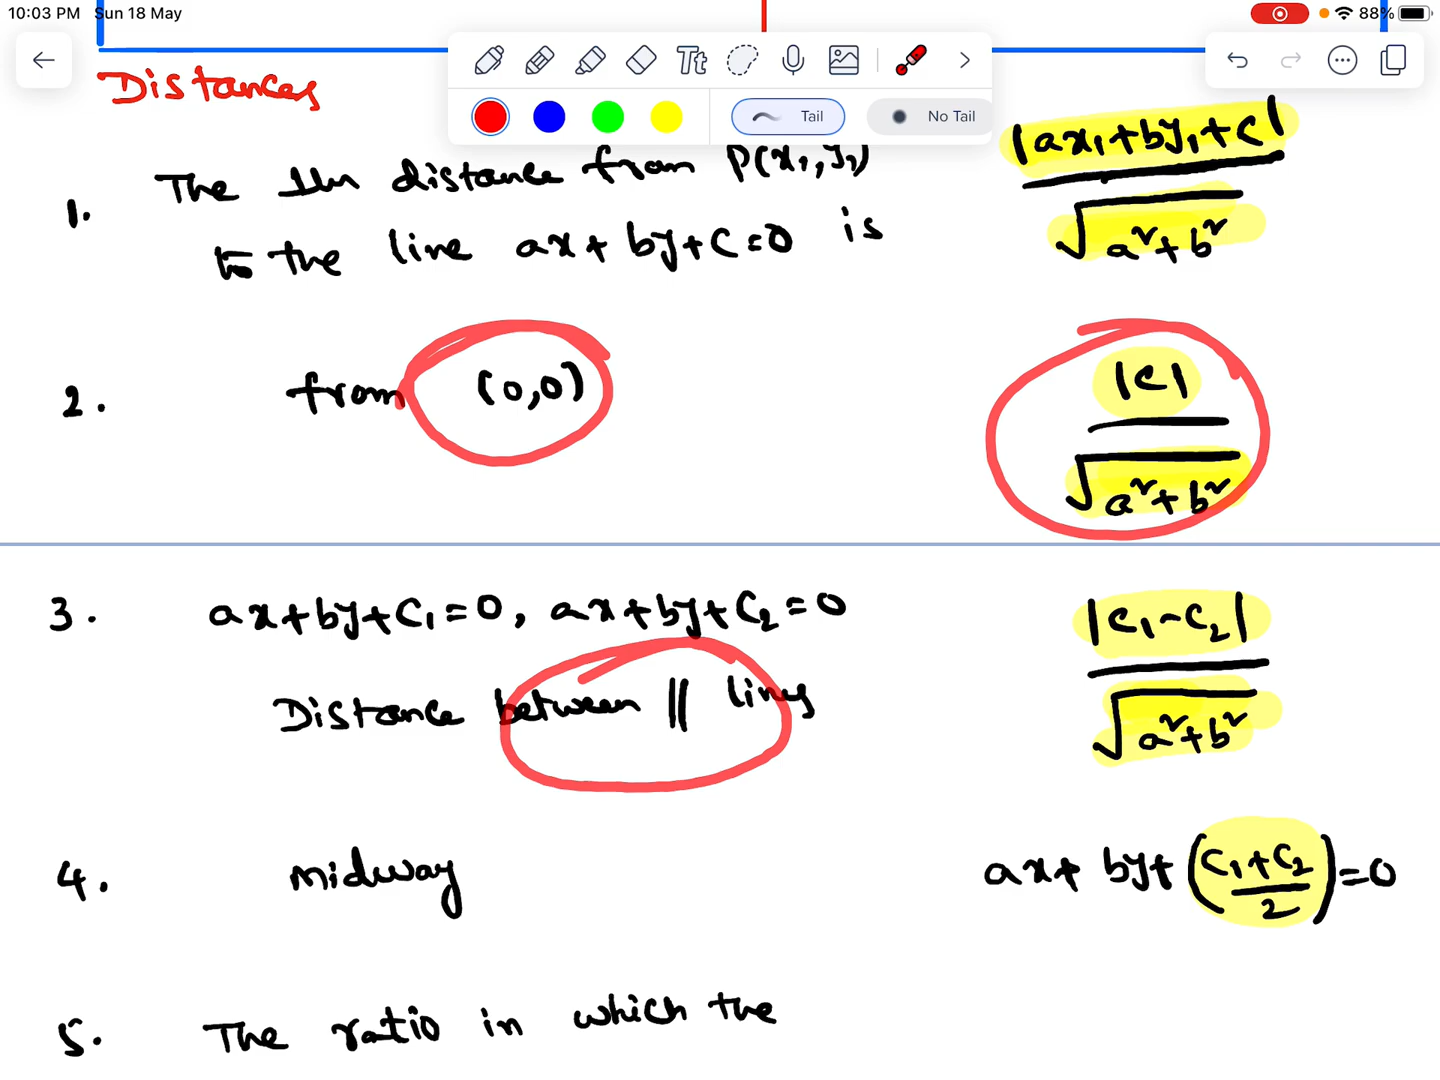 10:03 PM Sun 18 May
88%
Tt
Tail
No Tail
Distances
1. The ⊥lr distance from P(x₁, y₁)
to the line ax + by + c = 0 is
|ax₁+by₁+c|
√a²+b²
2. from (0,0)
|c|
√a²+b²
3. ax+by+c₁=0, ax+by+c₂=0
Distance between || lines
|c₁-c₂|
√a²+b²
4. midway
ax+ by+ (c₁+c₂/2)=0
5. The ratio in which the